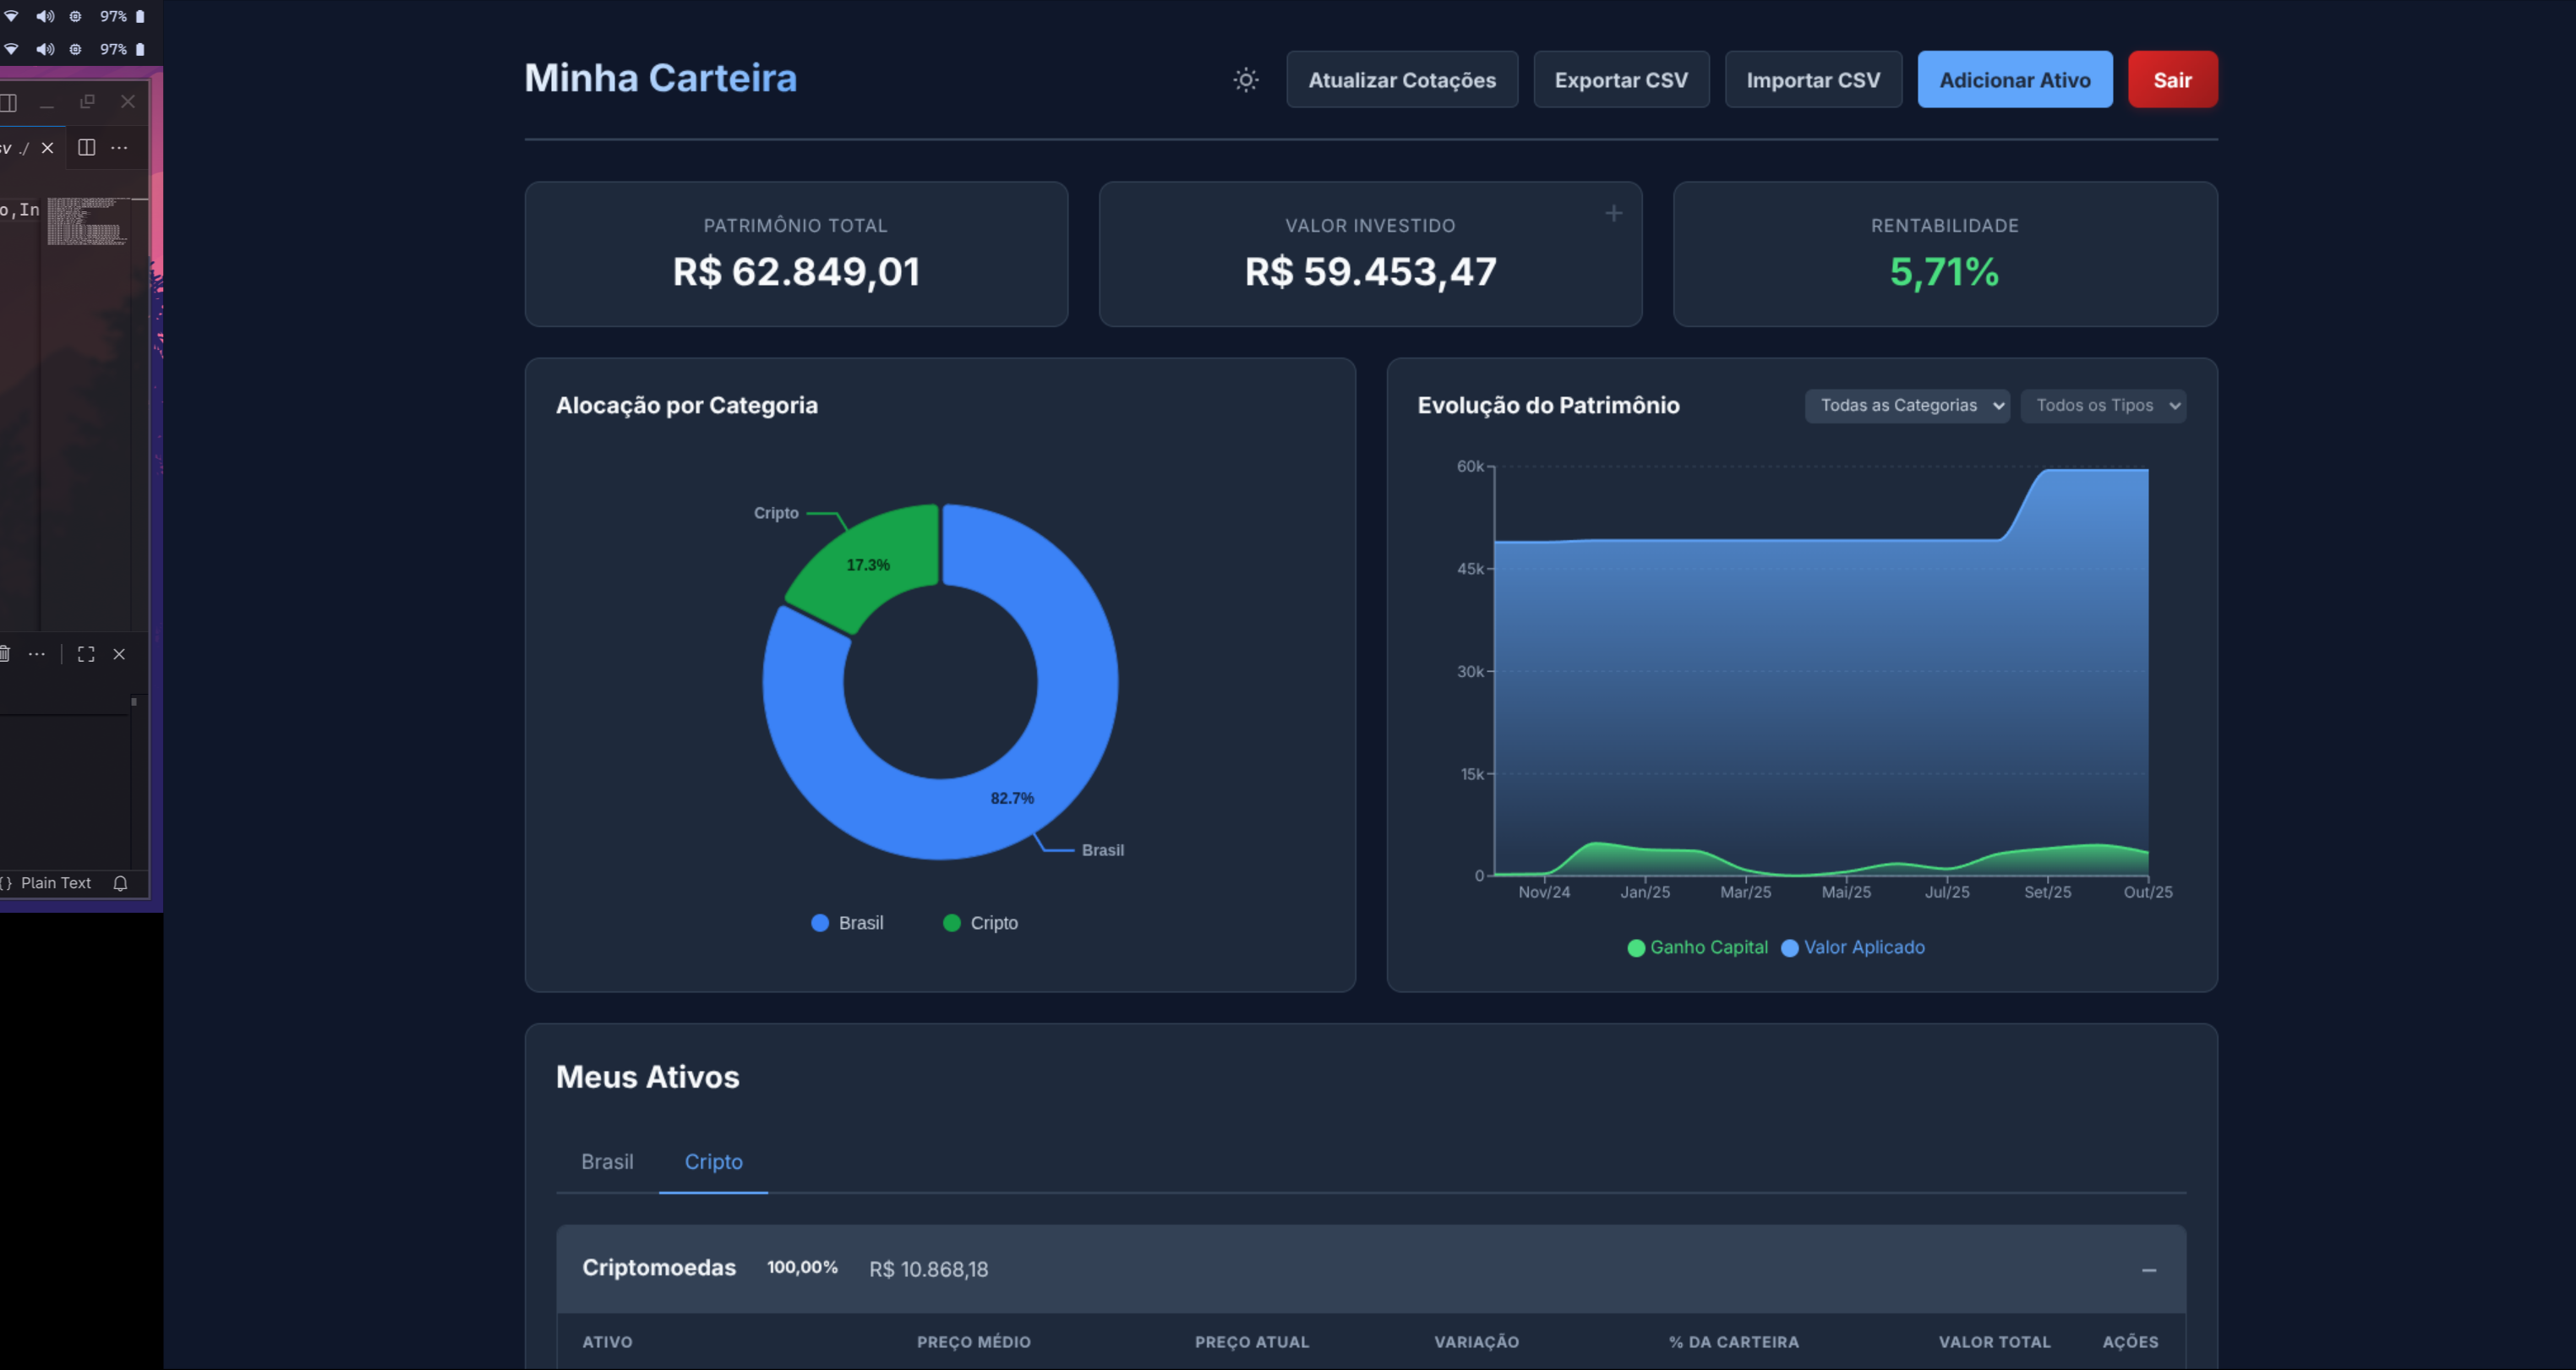 97%
97%
sv ./
o,In
Plain Text
Minha Carteira
Atualizar Cotações
Exportar CSV
Importar CSV
Adicionar Ativo
Sair
PATRIMÔNIO TOTAL
R$ 62.849,01
VALOR INVESTIDO
R$ 59.453,47
+
RENTABILIDADE
5,71%
Alocação por Categoria
Cripto
17.3%
82.7%
Brasil
Brasil
Cripto
Evolução do Patrimônio
Todas as Categorias
Todos os Tipos
60k
45k
30k
15k
0
Nov/24
Jan/25
Mar/25
Mai/25
Jul/25
Set/25
Out/25
Ganho Capital
Valor Aplicado
Meus Ativos
Brasil
Cripto
Criptomoedas
100,00%
R$ 10.868,18
ATIVO
PREÇO MÉDIO
PREÇO ATUAL
VARIAÇÃO
% DA CARTEIRA
VALOR TOTAL
AÇÕES